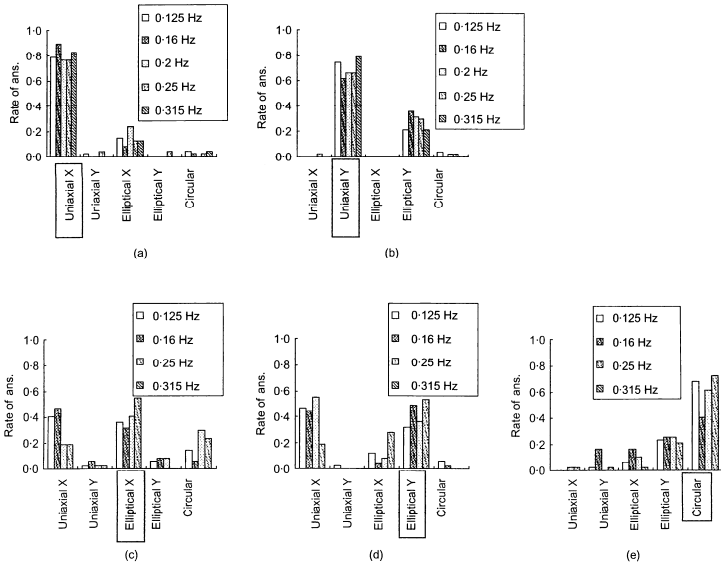 0·125 Hz
0·16 Hz
0·2 Hz
0·25 Hz
0·315 Hz
Rate of ans.
1·0
0·8
0·6
0·4
0·2
0·0
Uniaxial X
Uniaxial Y
Elliptical X
Elliptical Y
Circular
(a)
0·125 Hz
0·16 Hz
0·2 Hz
0·25 Hz
0·315 Hz
Rate of ans.
1·0
0·8
0·6
0·4
0·2
0·0
Uniaxial X
Uniaxial Y
Elliptical X
Elliptical Y
Circular
(b)
0·125 Hz
0·16 Hz
0·25 Hz
0·315 Hz
Rate of ans.
1·0
0·8
0·6
0·4
0·2
0·0
Uniaxial X
Uniaxial Y
Elliptical X
Elliptical Y
Circular
(c)
0·125 Hz
0·16 Hz
0·25 Hz
0·315 Hz
Rate of ans.
1·0
0·8
0·6
0·4
0·2
0·0
Uniaxial X
Uniaxial Y
Elliptical X
Elliptical Y
Circular
(d)
0·125 Hz
0·16 Hz
0·25 Hz
0·315 Hz
Rate of ans.
1·0
0·8
0·6
0·4
0·2
0·0
Uniaxial X
Uniaxial Y
Elliptical X
Elliptical Y
Circular
(e)